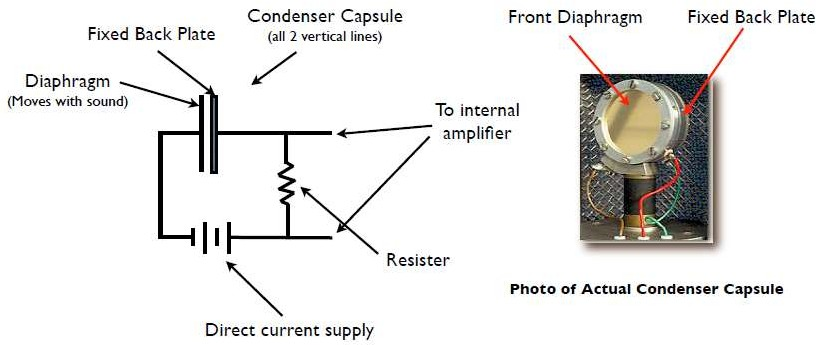 Condenser Capsule
(all 2 vertical lines)
Fixed Back Plate
Diaphragm
(Moves with sound)
To internal
amplifier
Resister
Direct current supply
Front Diaphragm
Fixed Back Plate
Photo of Actual Condenser Capsule